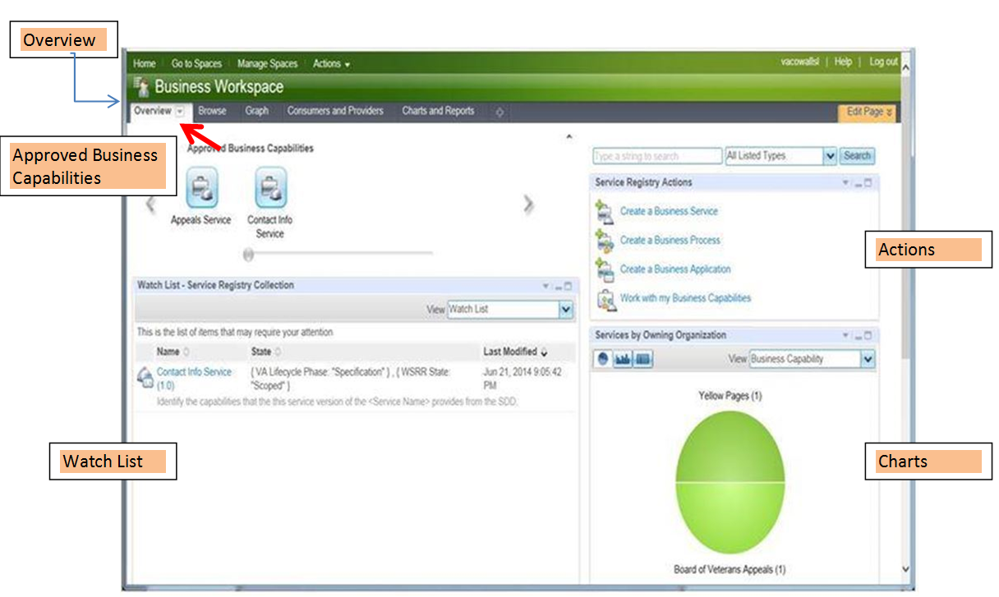 Overview
Home Go to Spaces Manage Spaces Actions
vacowallsl | Help | Log out
Business Workspace
Overview Browse Graph Consumers and Providers Charts and Reports
Edit Page
Approved Business
Capabilities
Approved Business Capabilities
Appeals Service
Contact Info
Service
Type a string to search All Listed Types Search
Service Registry Actions
Create a Business Service
Create a Business Process
Create a Business Application
Work with my Business Capabilities
Actions
Watch List - Service Registry Collection
View Watch List
This is the list of items that may require your attention
Name State Last Modified
Contact Info Service { VA Lifecycle Phase: "Specification" } , { WSRR State: Jun 21, 2014 9:05:42
(1.0) "Scoped" } PM
Identify the capabilities that the this service version of the <Service Name> provides from the SDD.
Watch List
Services by Owning Organization
View Business Capability
Yellow Pages (1)
Board of Veterans Appeals (1)
Charts